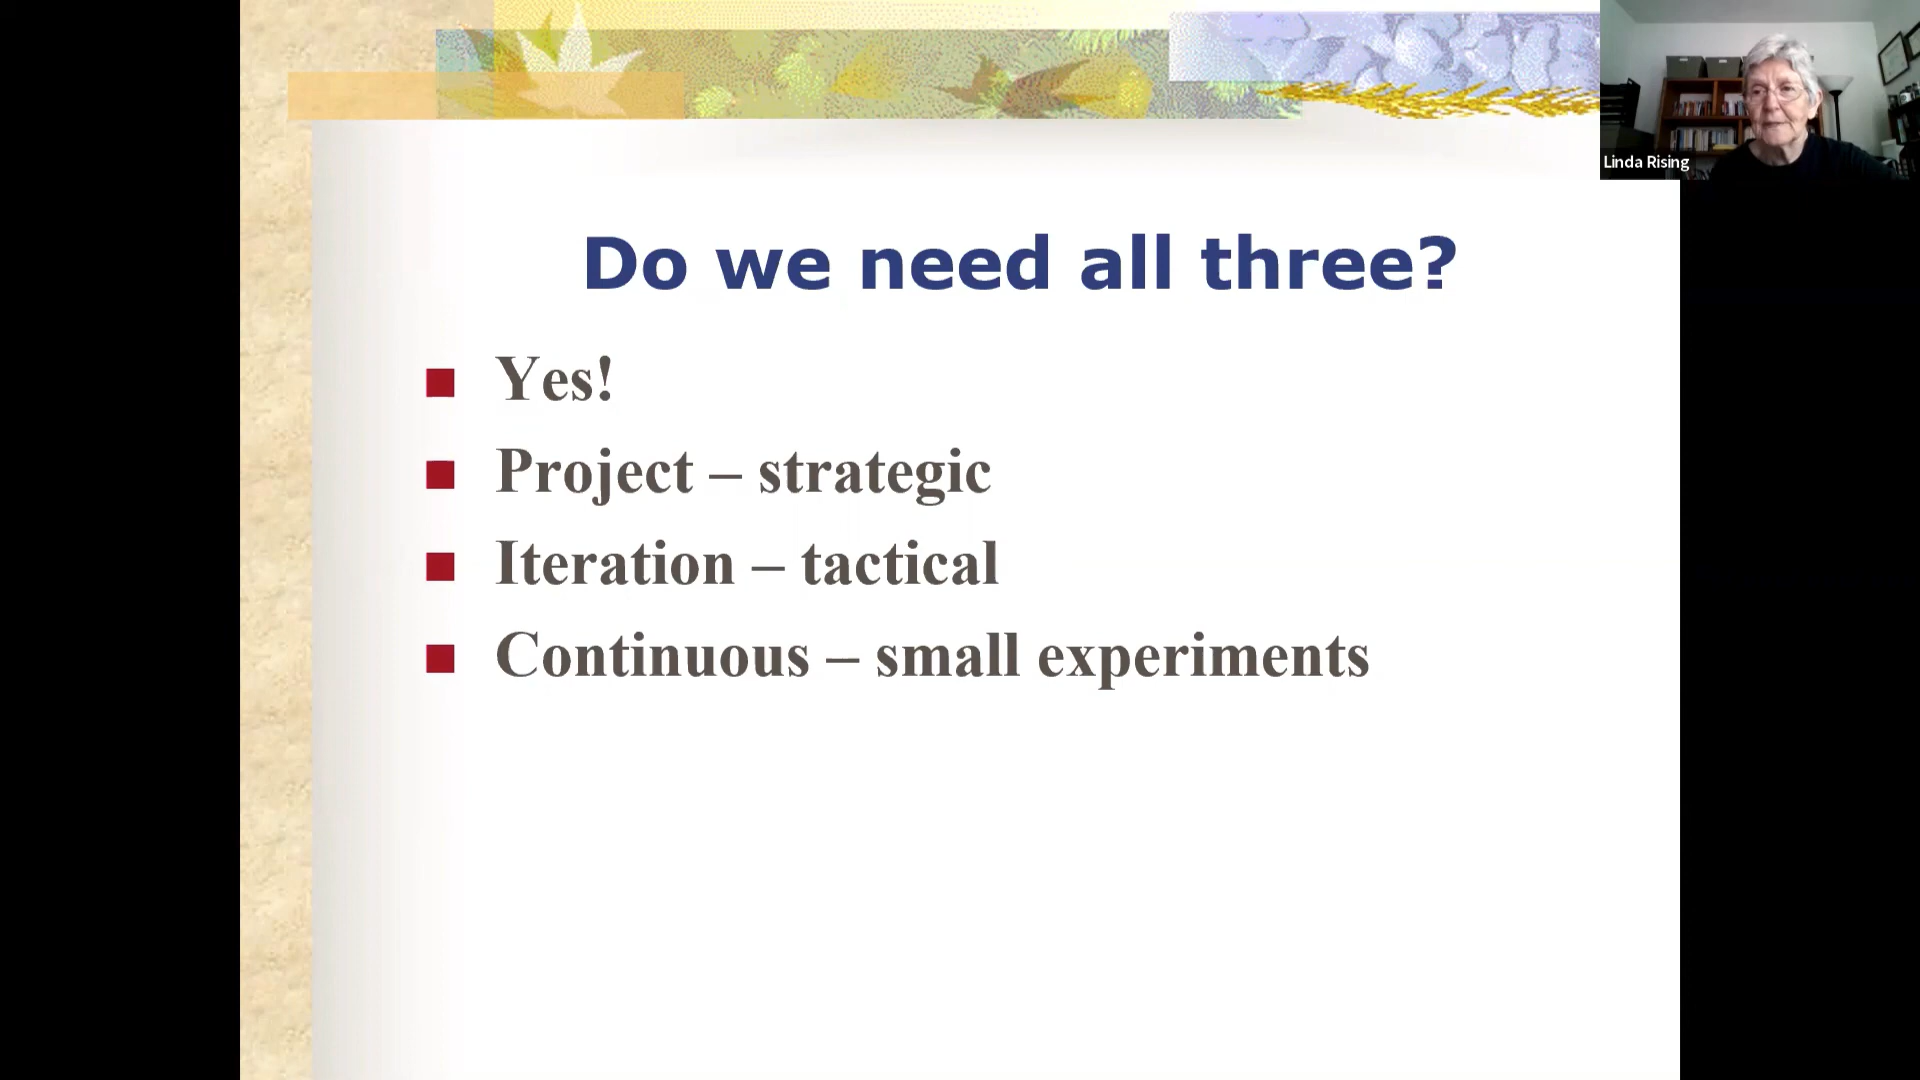 Linda Rising
Do we need all three?
Yes!
Project – strategic
Iteration – tactical
Continuous – small experiments